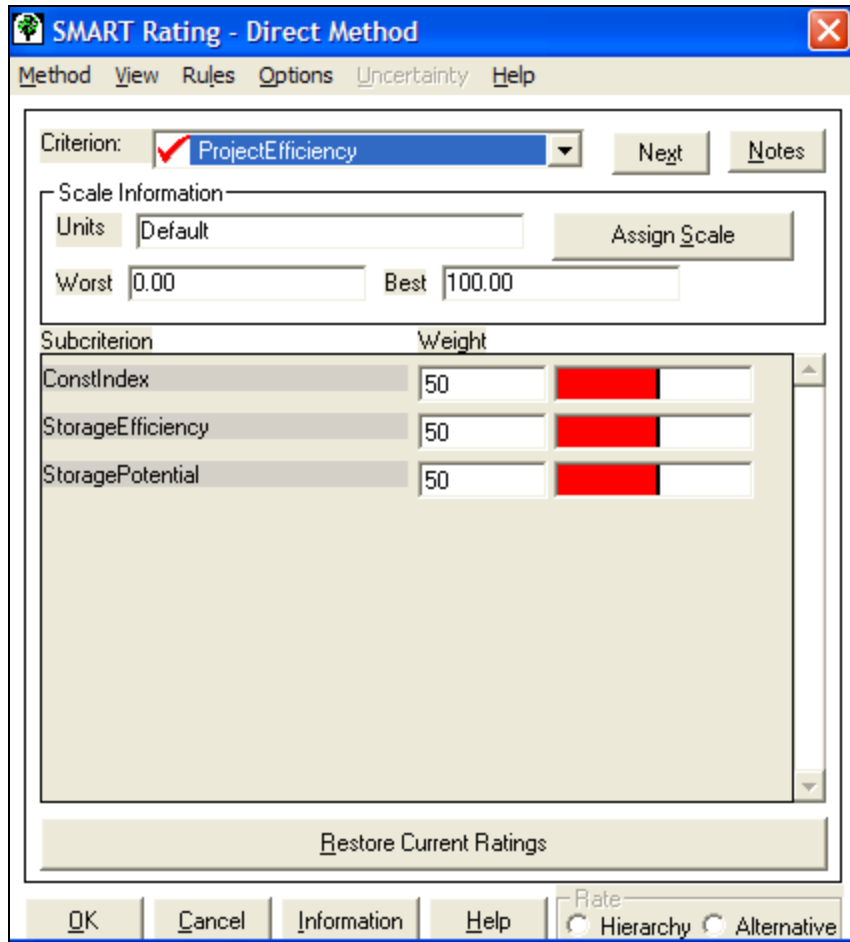 SMART Rating - Direct Method
Method View Rules Options Uncertainty Help
Criterion: ProjectEfficiency Next Notes
Scale Information
Units Default Assign Scale
Worst 0.00 Best 100.00
Subcriterion Weight
ConstIndex 50
StorageEfficiency 50
StoragePotential 50
Restore Current Ratings
Rate
OK Cancel Information Help Hierarchy Alternative